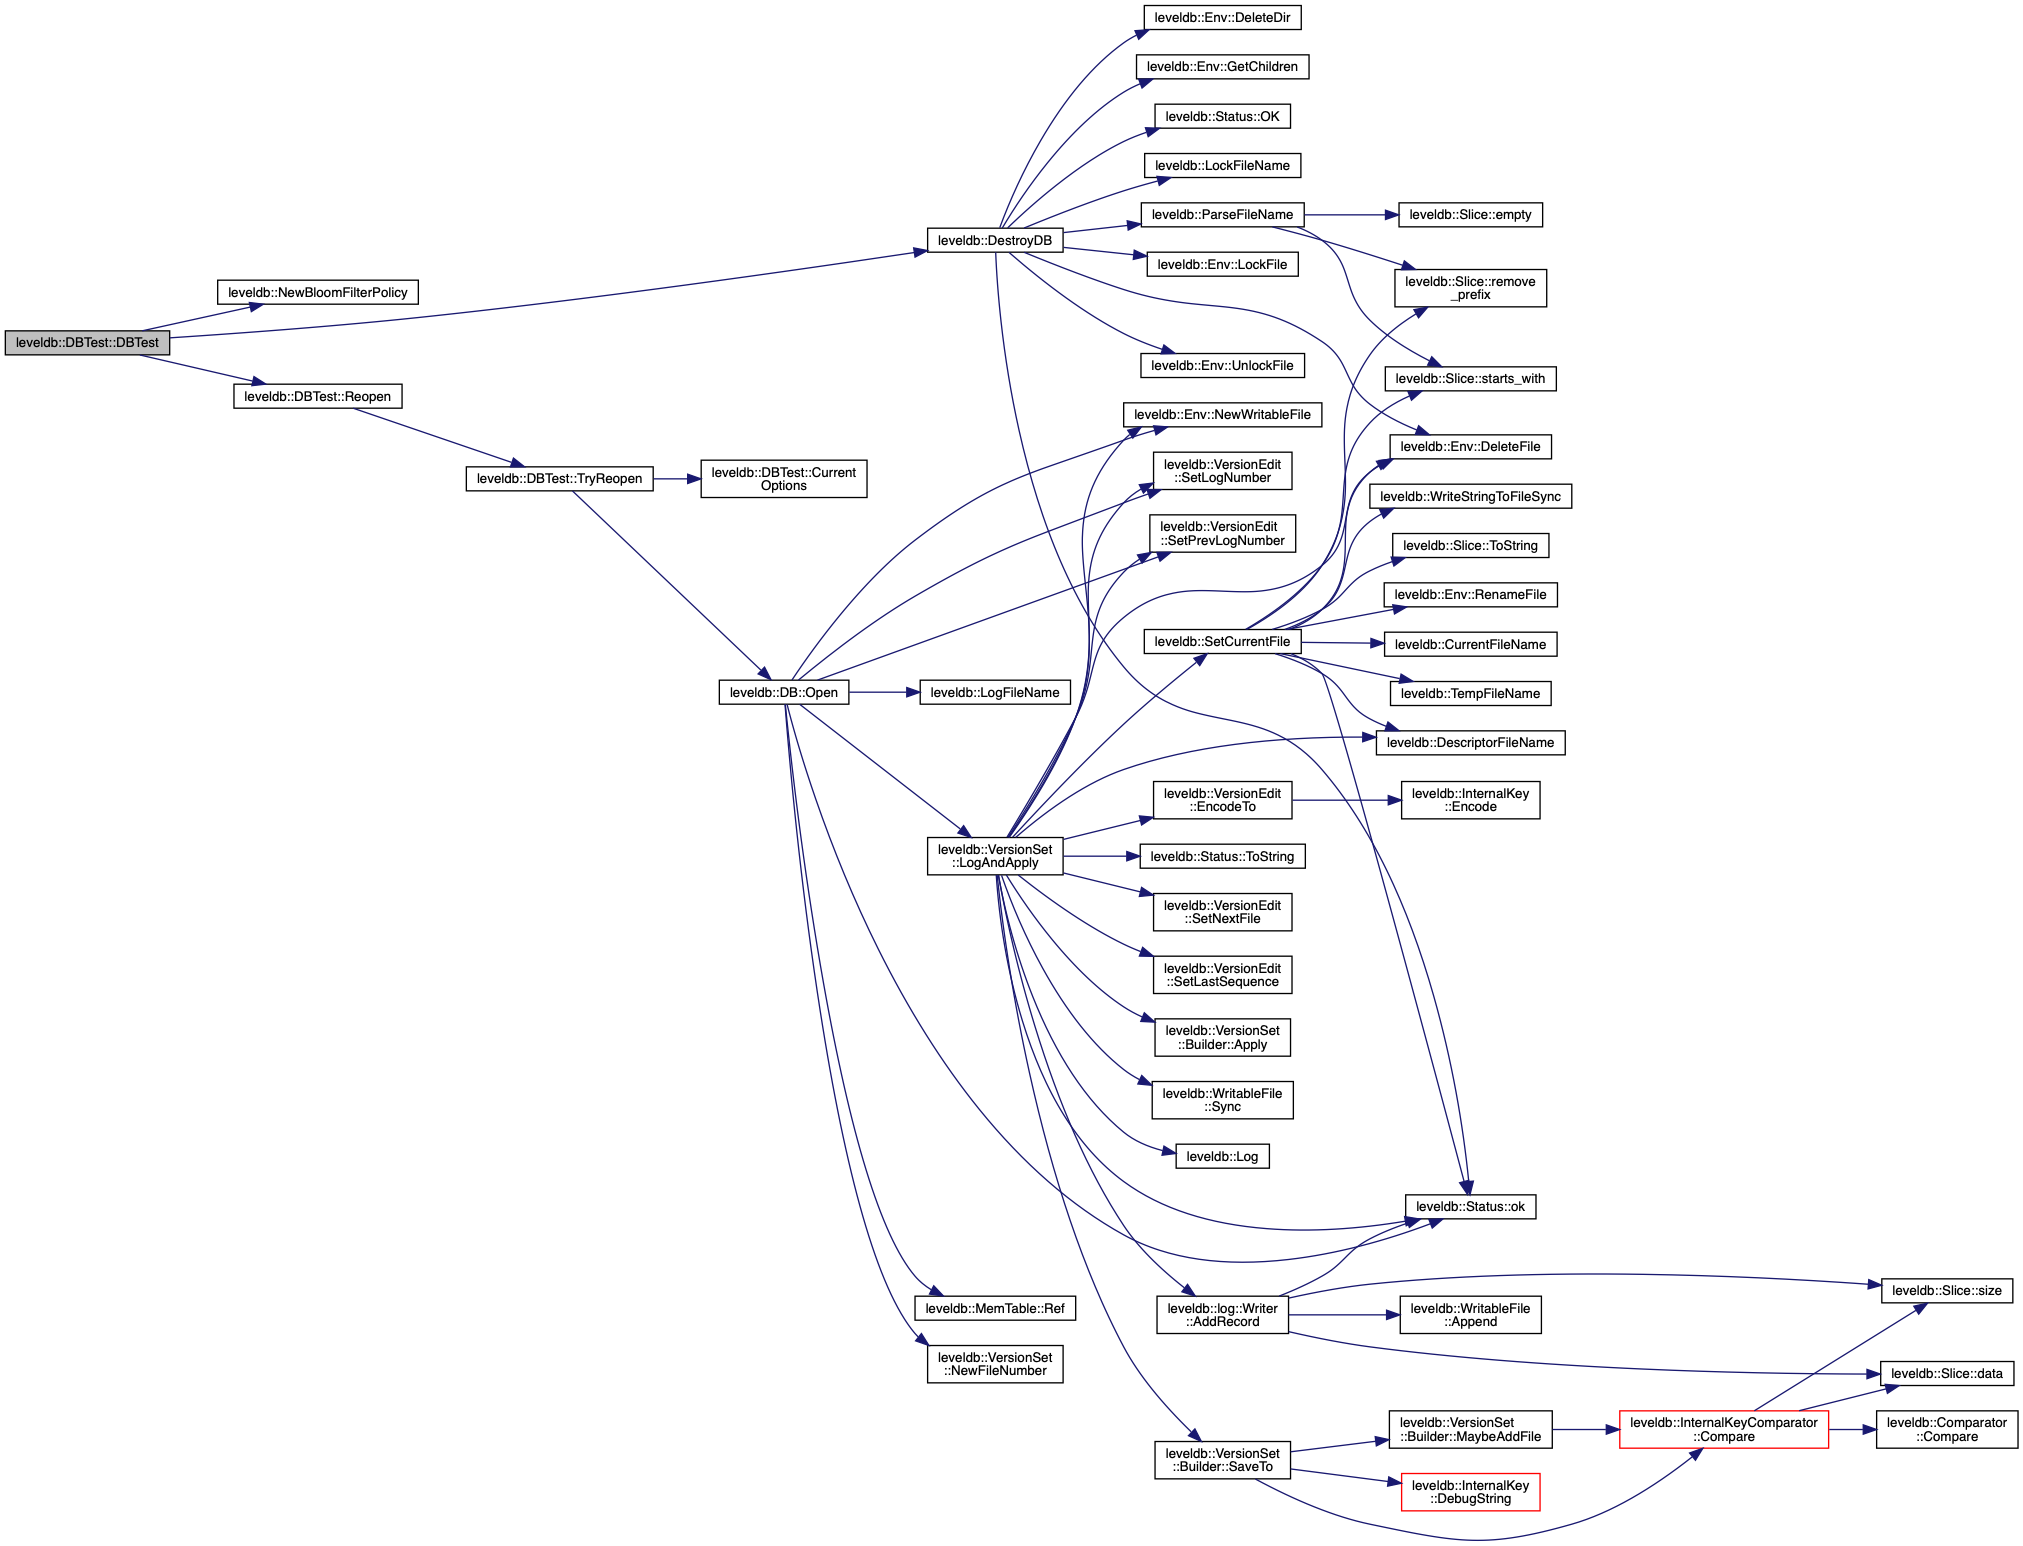 leveldb::DBTest::DBTest
leveldb::NewBloomFilterPolicy
leveldb::DBTest::Reopen
leveldb::DBTest::TryReopen
leveldb::DBTest::Current
Options
leveldb::DB::Open
leveldb::DestroyDB
leveldb::LogFileName
leveldb::VersionSet
::LogAndApply
leveldb::MemTable::Ref
leveldb::VersionSet
::NewFileNumber
leveldb::Env::DeleteDir
leveldb::Env::GetChildren
leveldb::Status::OK
leveldb::LockFileName
leveldb::ParseFileName
leveldb::Env::LockFile
leveldb::Env::UnlockFile
leveldb::Env::NewWritableFile
leveldb::VersionEdit
::SetLogNumber
leveldb::VersionEdit
::SetPrevLogNumber
leveldb::SetCurrentFile
leveldb::VersionEdit
::EncodeTo
leveldb::Status::ToString
leveldb::VersionEdit
::SetNextFile
leveldb::VersionEdit
::SetLastSequence
leveldb::VersionSet
::Builder::Apply
leveldb::WritableFile
::Sync
leveldb::Log
leveldb::log::Writer
::AddRecord
leveldb::VersionSet
::Builder::SaveTo
leveldb::Slice::empty
leveldb::Slice::remove
_prefix
leveldb::Slice::starts_with
leveldb::Env::DeleteFile
leveldb::WriteStringToFileSync
leveldb::Slice::ToString
leveldb::Env::RenameFile
leveldb::CurrentFileName
leveldb::TempFileName
leveldb::DescriptorFileName
leveldb::InternalKey
::Encode
leveldb::Status::ok
leveldb::WritableFile
::Append
leveldb::VersionSet
::Builder::MaybeAddFile
leveldb::InternalKey
::DebugString
leveldb::InternalKeyComparator
::Compare
leveldb::Slice::size
leveldb::Slice::data
leveldb::Comparator
::Compare